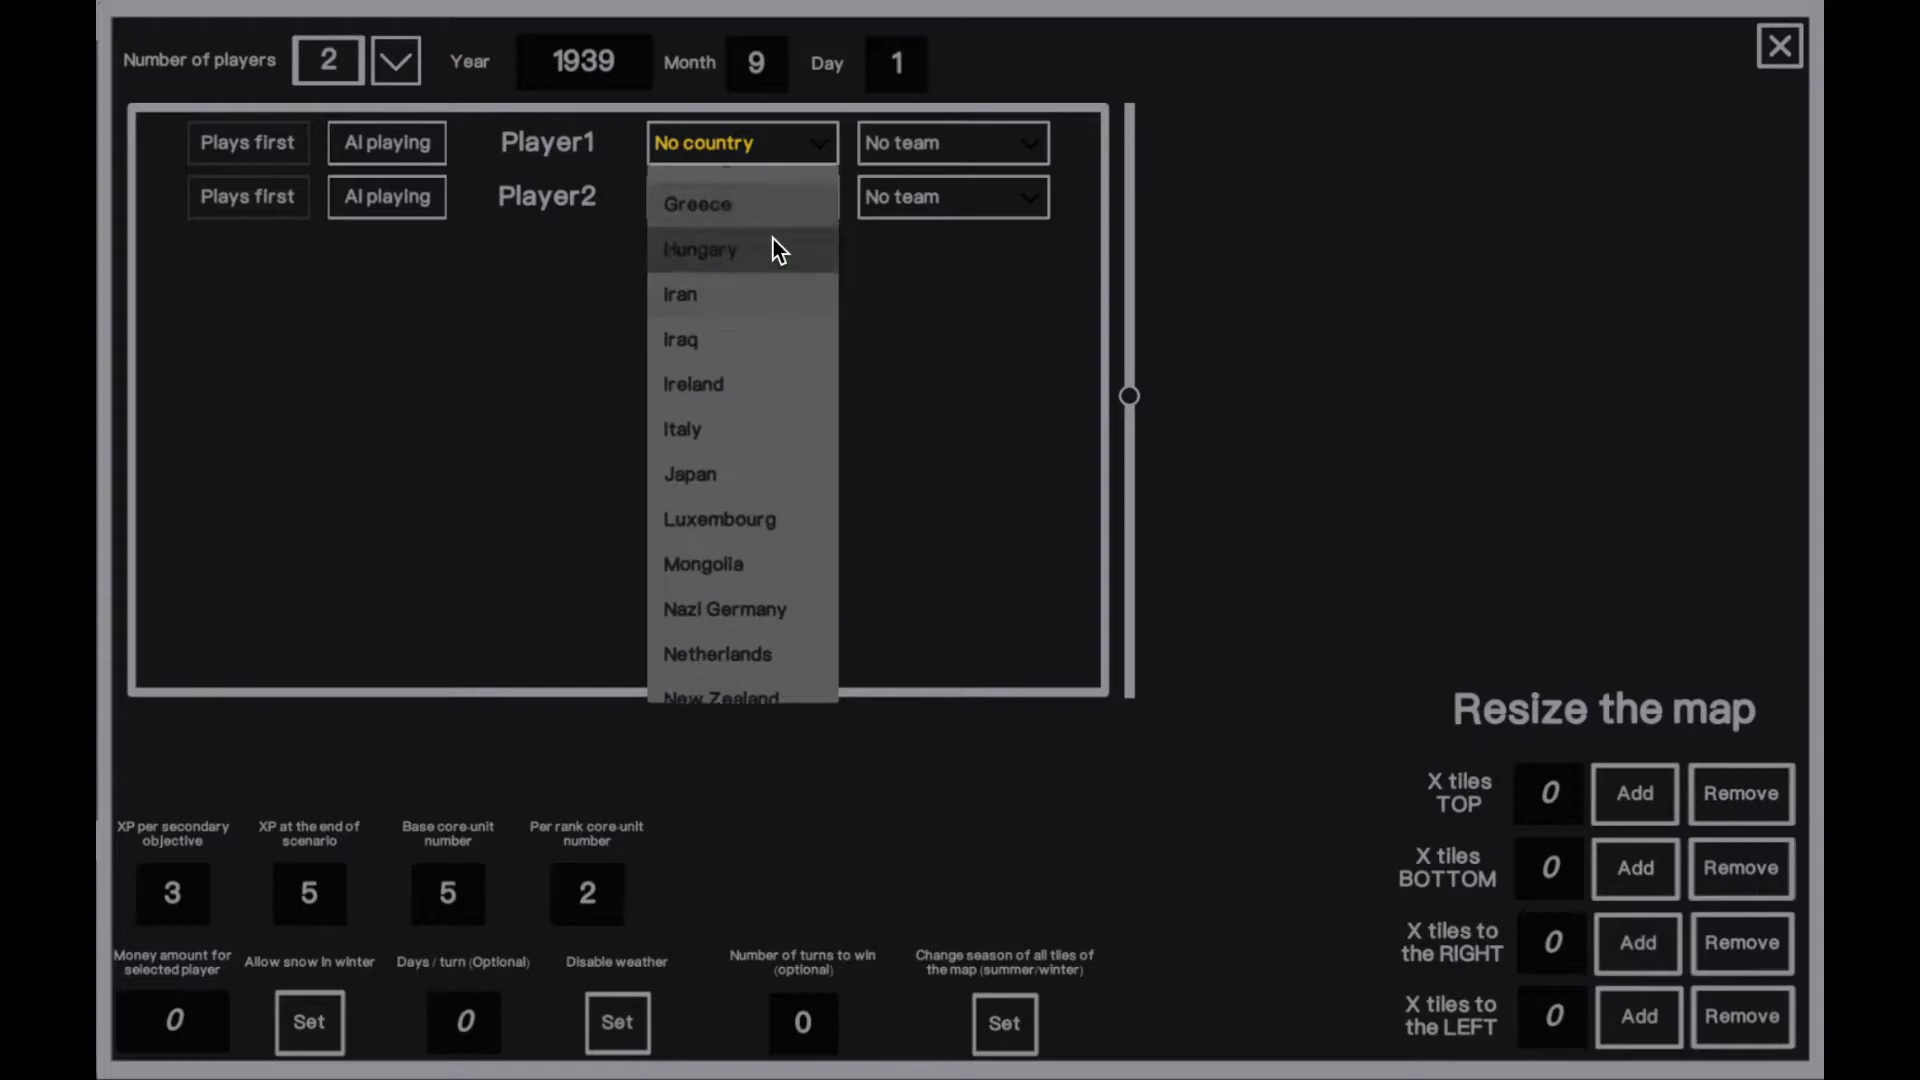 Number of players 2 Year 1939 Month 9 Day 1
Plays first AI playing Player1 No country No team
Plays first AI playing Player2 No team
Greece
Hungary
Iran
Iraq
Ireland
Italy
Japan
Luxembourg
Mongolia
Nazi Germany
Netherlands
New Zealand
Resize the map
X tiles
TOP
0 Add Remove
X tiles
BOTTOM
0 Add Remove
X tiles to
the RIGHT
0 Add Remove
X tiles to
the LEFT
0 Add Remove
XP per secondary
objective
3
XP at the end of
scenario
5
Base core-unit
number
5
Per rank core-unit
number
2
Money amount for
selected player
0
Allow snow in winter
Set
Days / turn (Optional)
0
Disable weather
Set
Number of turns to win
(optional)
0
Change season of all tiles of
the map (summer/winter)
Set